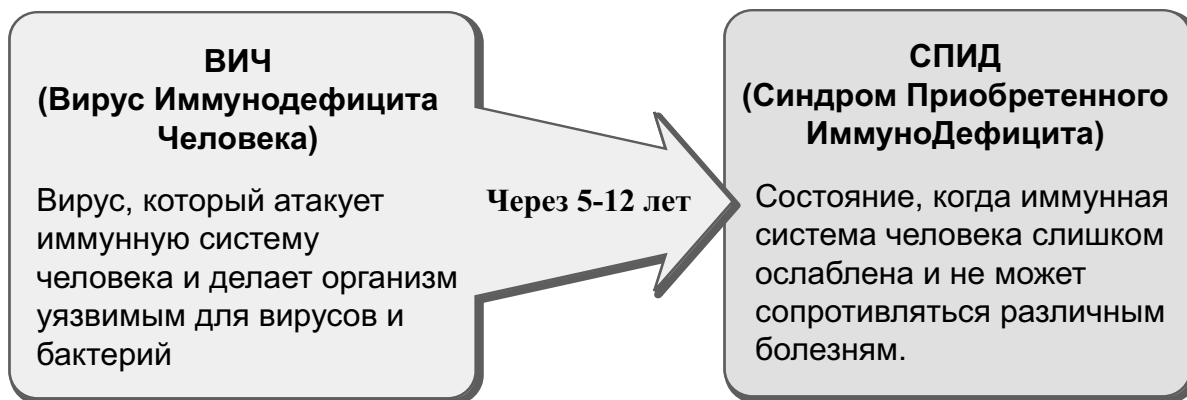 ВИЧ
(Вирус Иммунодефицита
Человека)
Вирус, который атакует
иммунную систему
человека и делает организм
уязвимым для вирусов и
бактерий
Через 5-12 лет
СПИД
(Синдром Приобретенного
ИммуноДефицита)
Состояние, когда иммунная
система человека слишком
ослаблена и не может
сопротивляться различным
болезням.